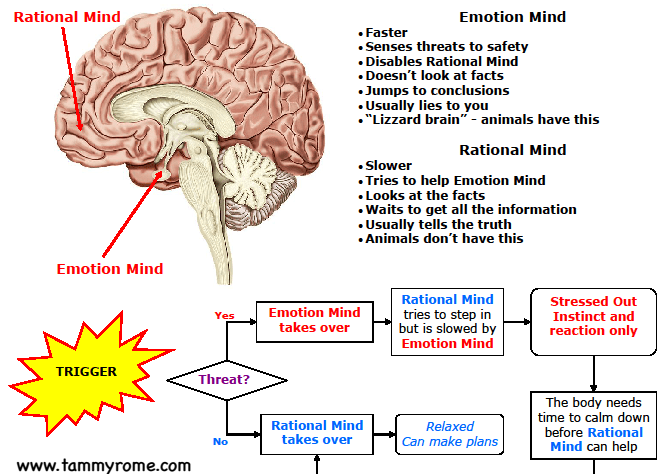 Rational Mind
Emotion Mind
Emotion Mind
• Faster
• Senses threats to safety
• Disables Rational Mind
• Doesn't look at facts
• Jumps to conclusions
• Usually lies to you
• “Lizzard brain” - animals have this
Rational Mind
• Slower
• Tries to help Emotion Mind
• Looks at the facts
• Waits to get all the information
• Usually tells the truth
• Animals don't have this
TRIGGER
Threat?
Yes
Emotion Mind
takes over
Rational Mind
tries to step in
but is slowed by
Emotion Mind
Stressed Out
Instinct and
reaction only
The body needs
time to calm down
before Rational
Mind can help
No
Rational Mind
takes over
Relaxed
Can make plans
www.tammyrome.com